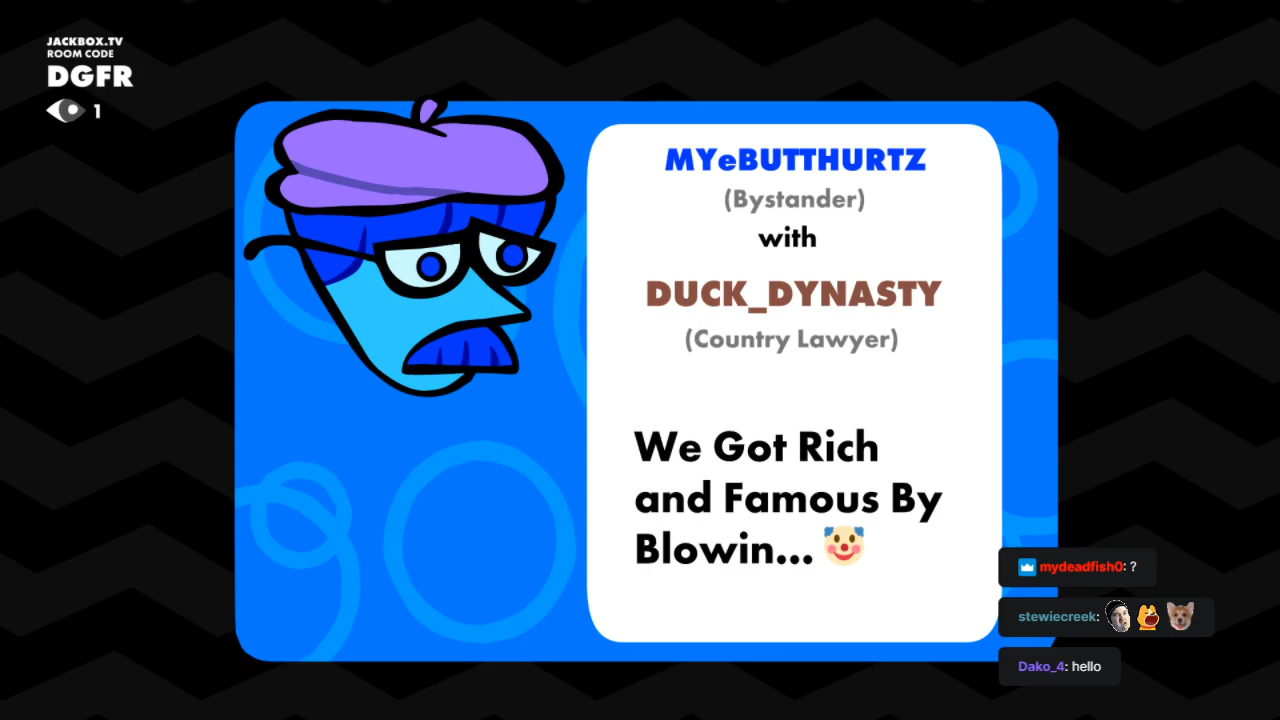 JACKBOX.TV
ROOM CODE
DGFR
1
MYeBUTTHURTZ
(Bystander)
with
DUCK_DYNASTY
(Country Lawyer)
We Got Rich
and Famous By
Blowin... 🤡
mydeadfish0: ?
stewiecreek:
Dako_4: hello